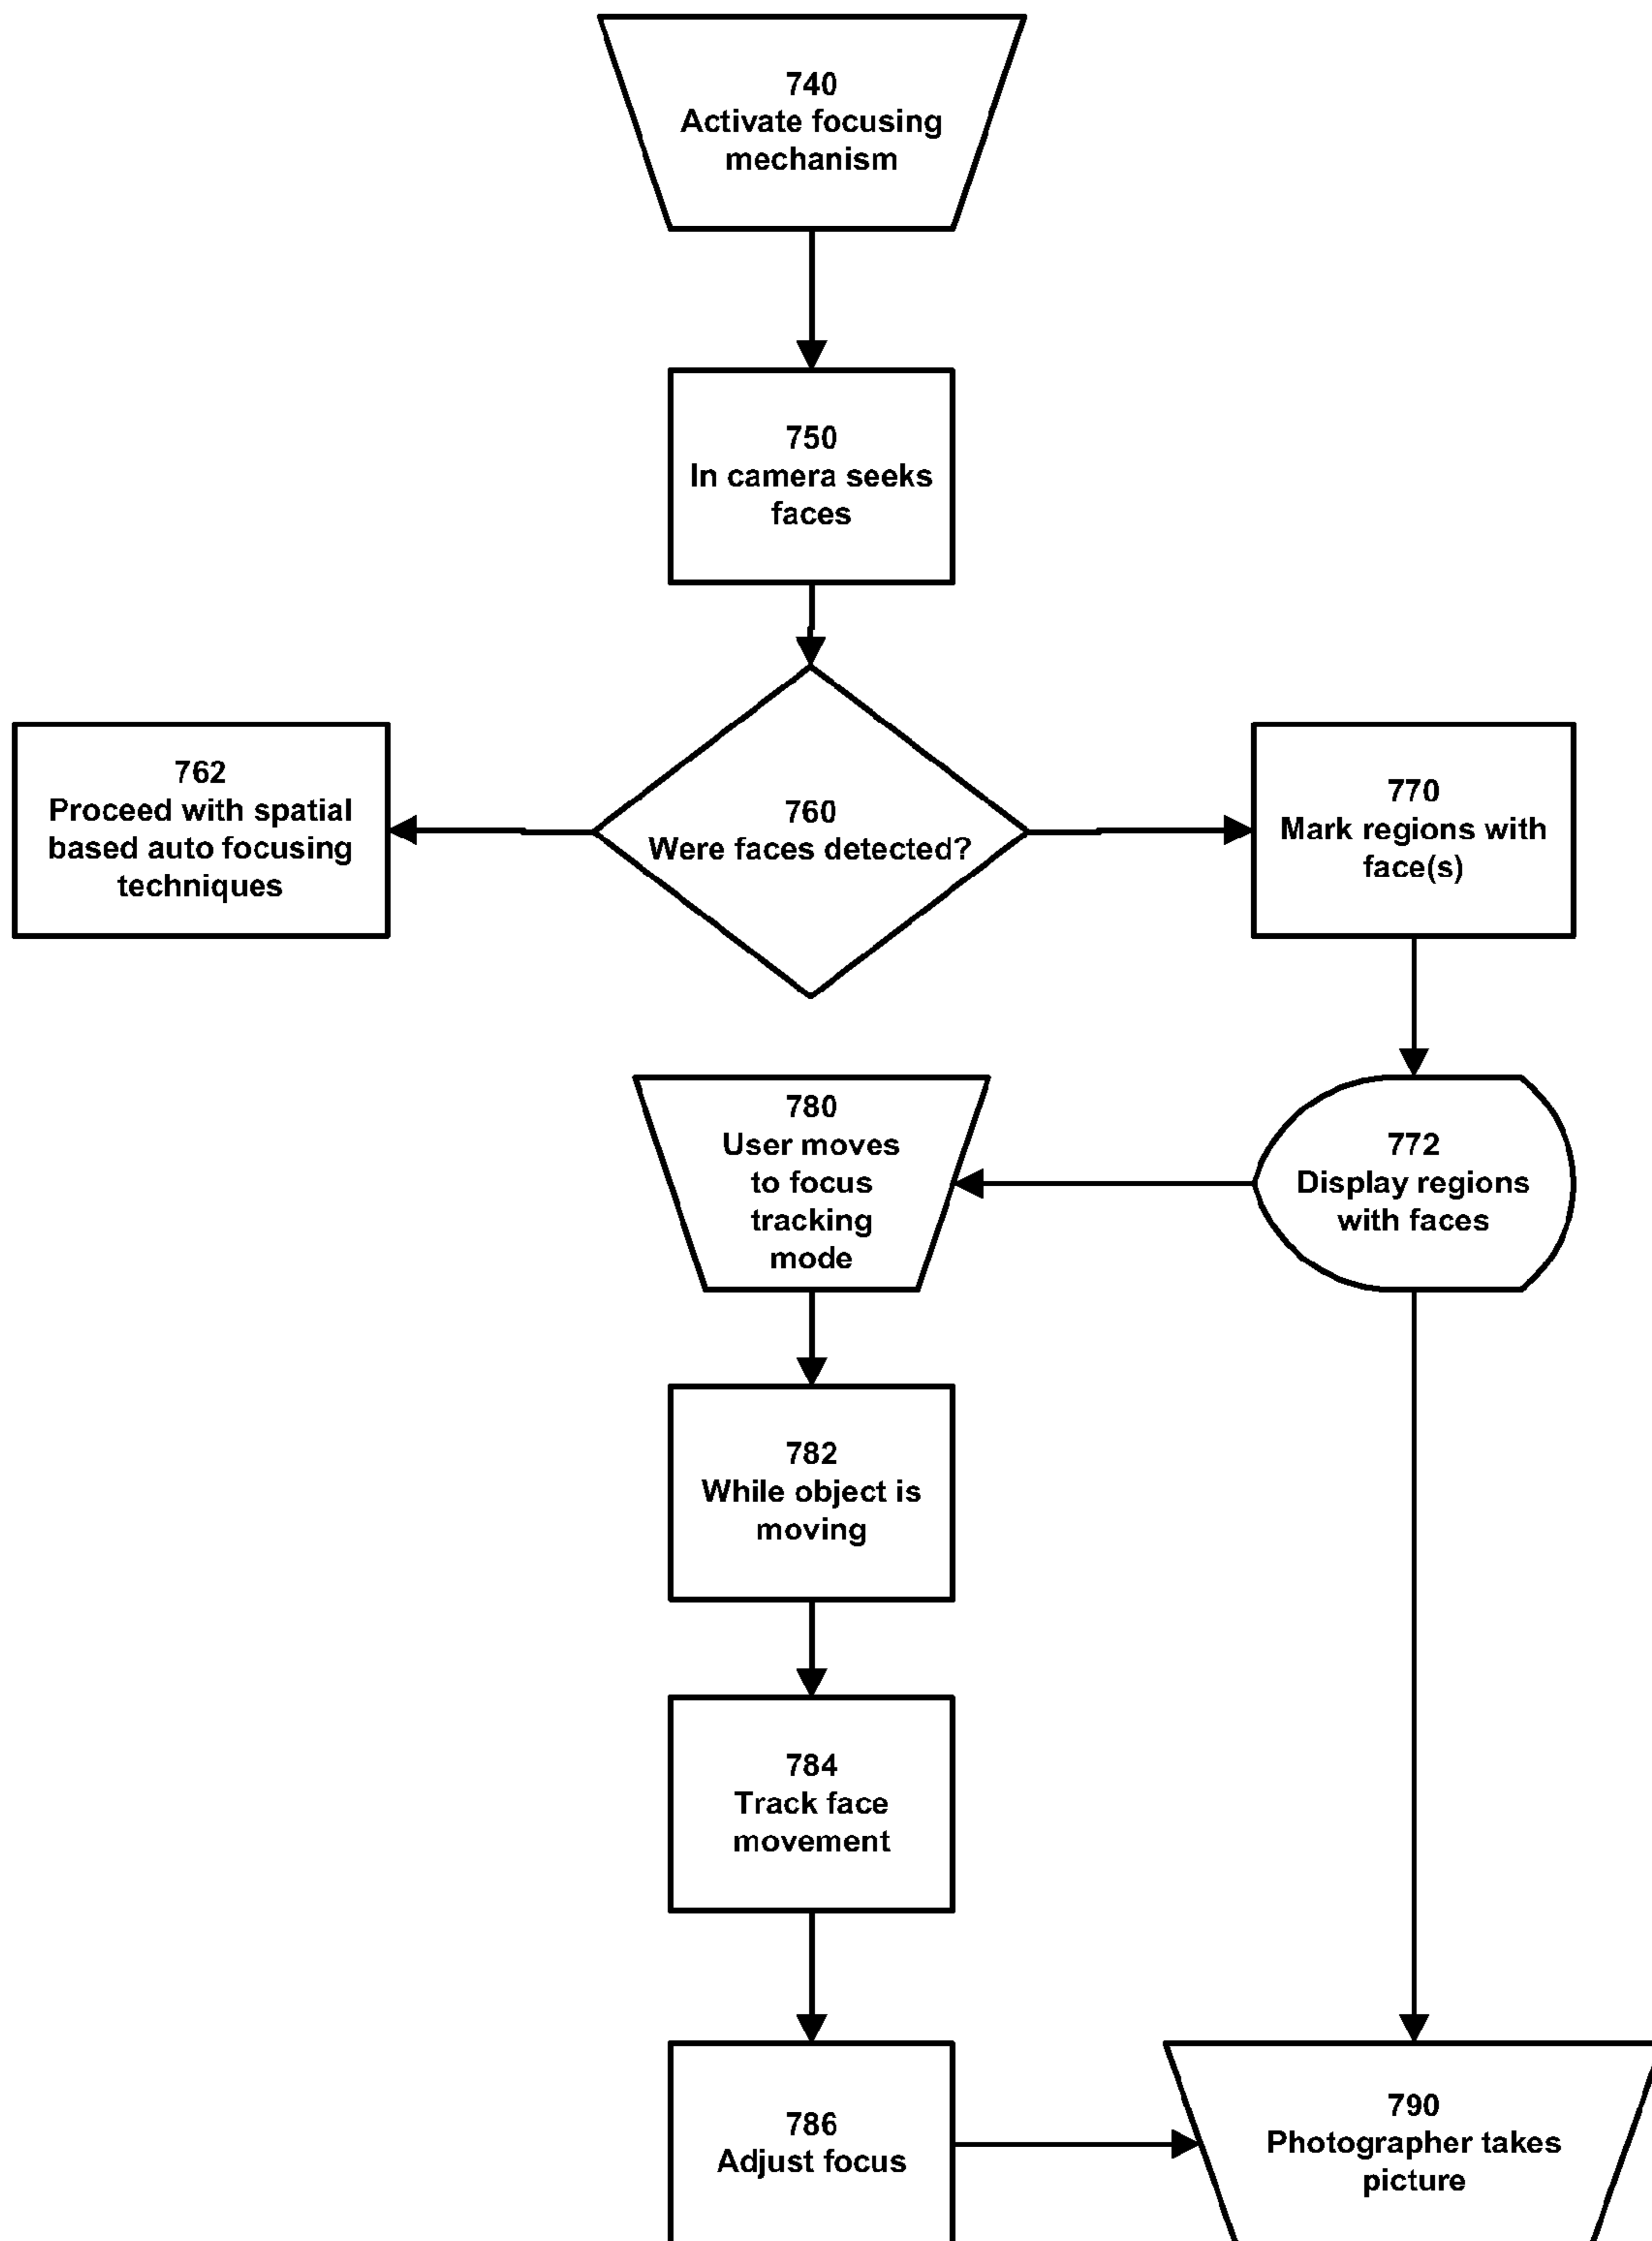 740
Activate focusing
mechanism
750
In camera seeks
faces
760
Were faces detected?
762
Proceed with spatial
based auto focusing
techniques
770
Mark regions with
face(s)
772
Display regions
with faces
780
User moves
to focus
tracking
mode
782
While object is
moving
784
Track face
movement
786
Adjust focus
790
Photographer takes
picture